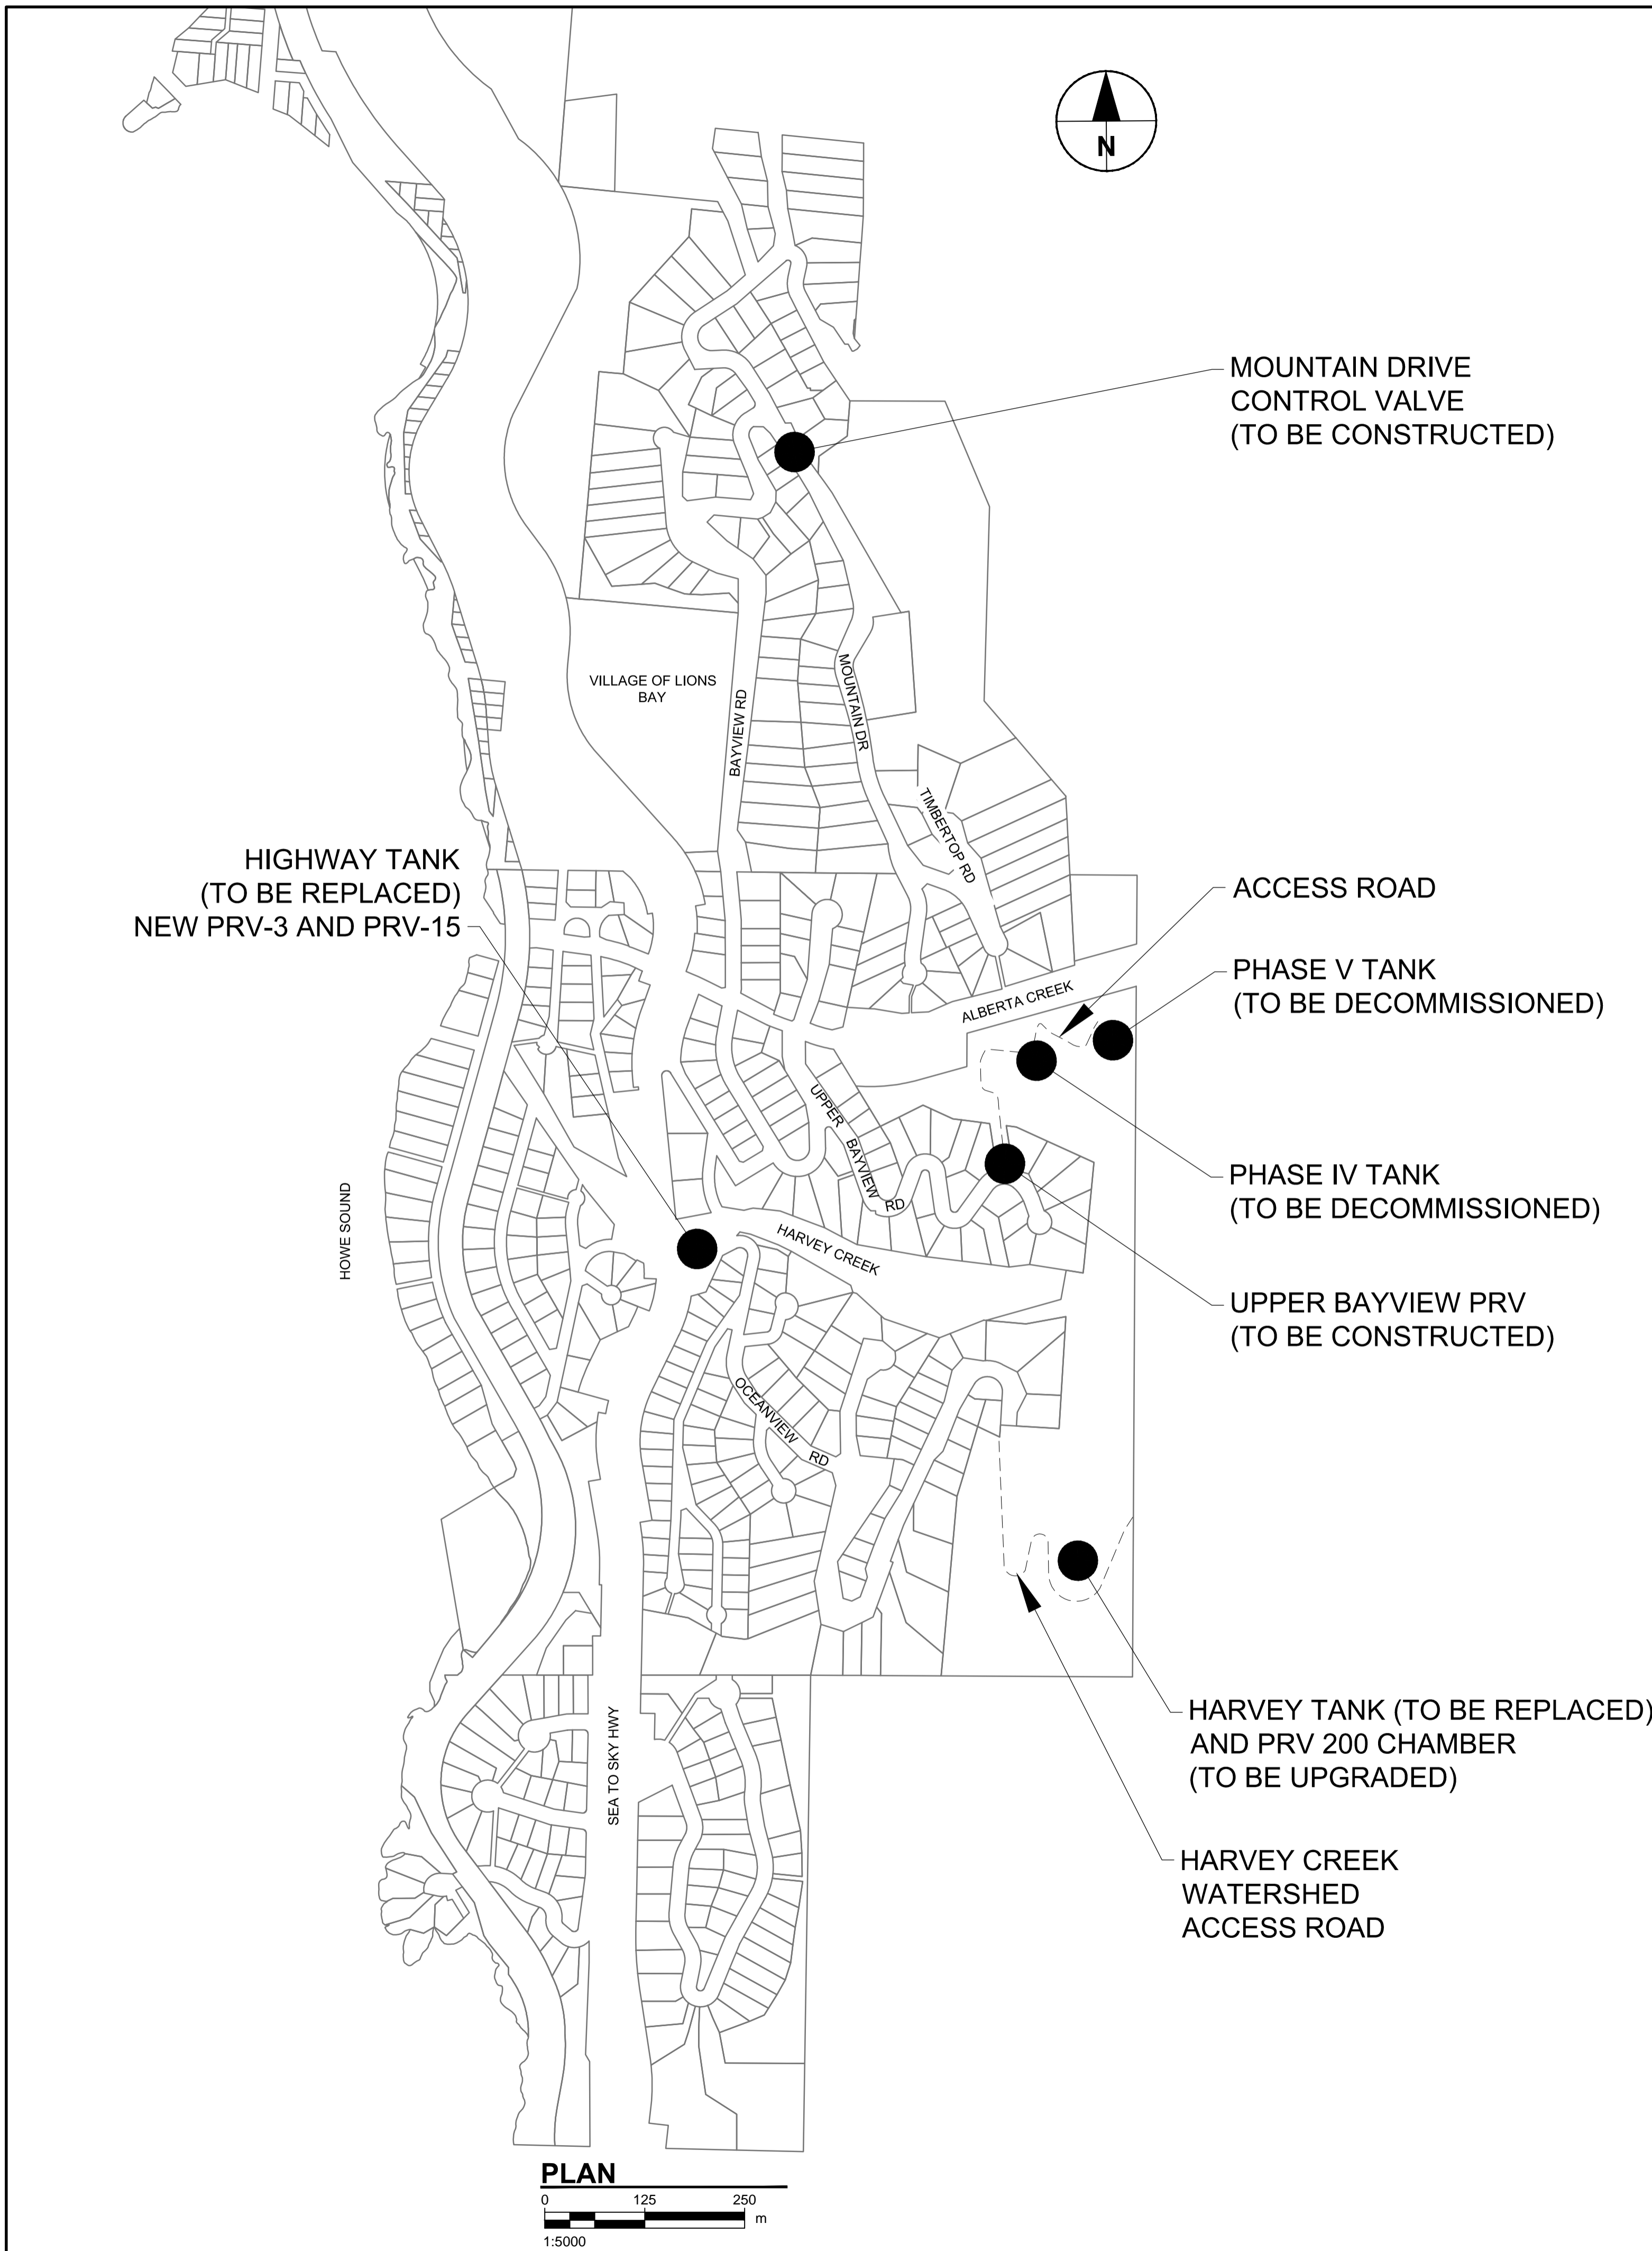 N
MOUNTAIN DRIVE
CONTROL VALVE
(TO BE CONSTRUCTED)
VILLAGE OF LIONS
BAY
BAYVIEW RD
MOUNTAIN DR
TIMBERTOP RD
HIGHWAY TANK
(TO BE REPLACED)
NEW PRV-3 AND PRV-15
ACCESS ROAD
PHASE V TANK
(TO BE DECOMMISSIONED)
ALBERTA CREEK
UPPER BAYVIEW RD
PHASE IV TANK
(TO BE DECOMMISSIONED)
HOWE SOUND
HARVEY CREEK
UPPER BAYVIEW PRV
(TO BE CONSTRUCTED)
OCEANVIEW RD
HARVEY TANK (TO BE REPLACED)
AND PRV 200 CHAMBER
(TO BE UPGRADED)
SEA TO SKY HWY
HARVEY CREEK
WATERSHED
ACCESS ROAD
PLAN
0 125 250
m
1:5000